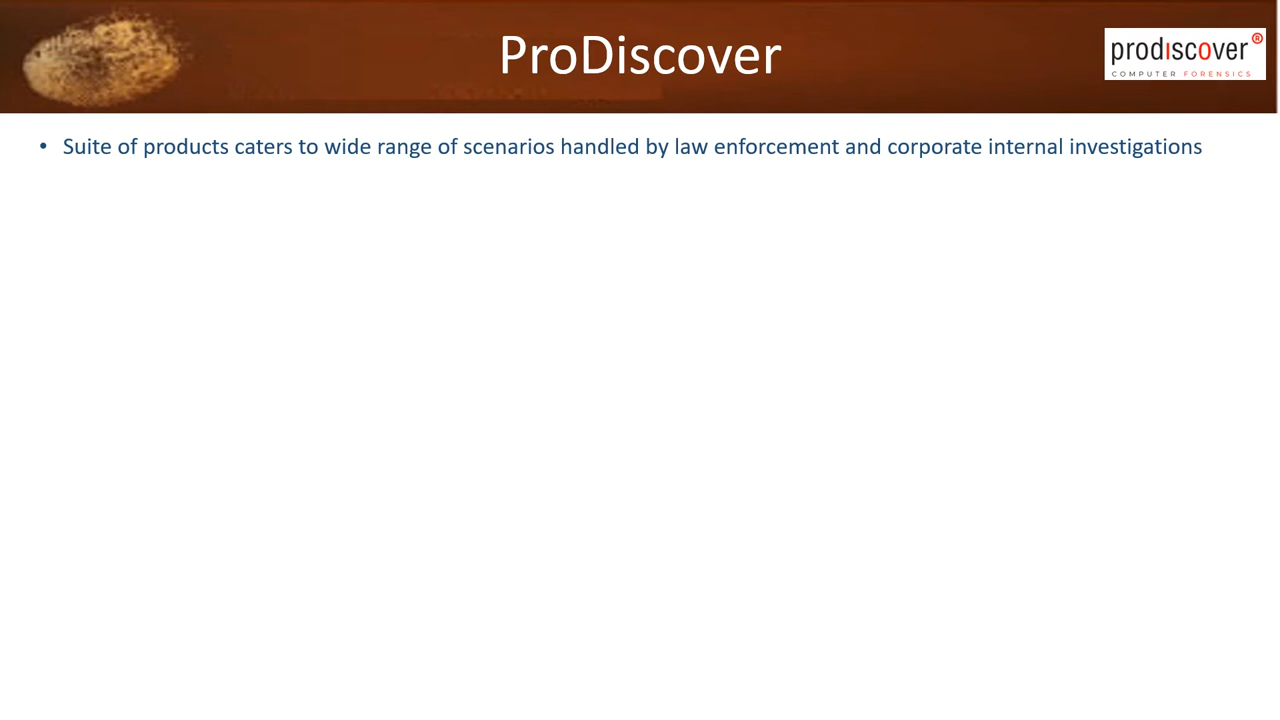 ProDiscover
prodiscover®
COMPUTER FORENSICS
• Suite of products caters to wide range of scenarios handled by law enforcement and corporate internal investigations